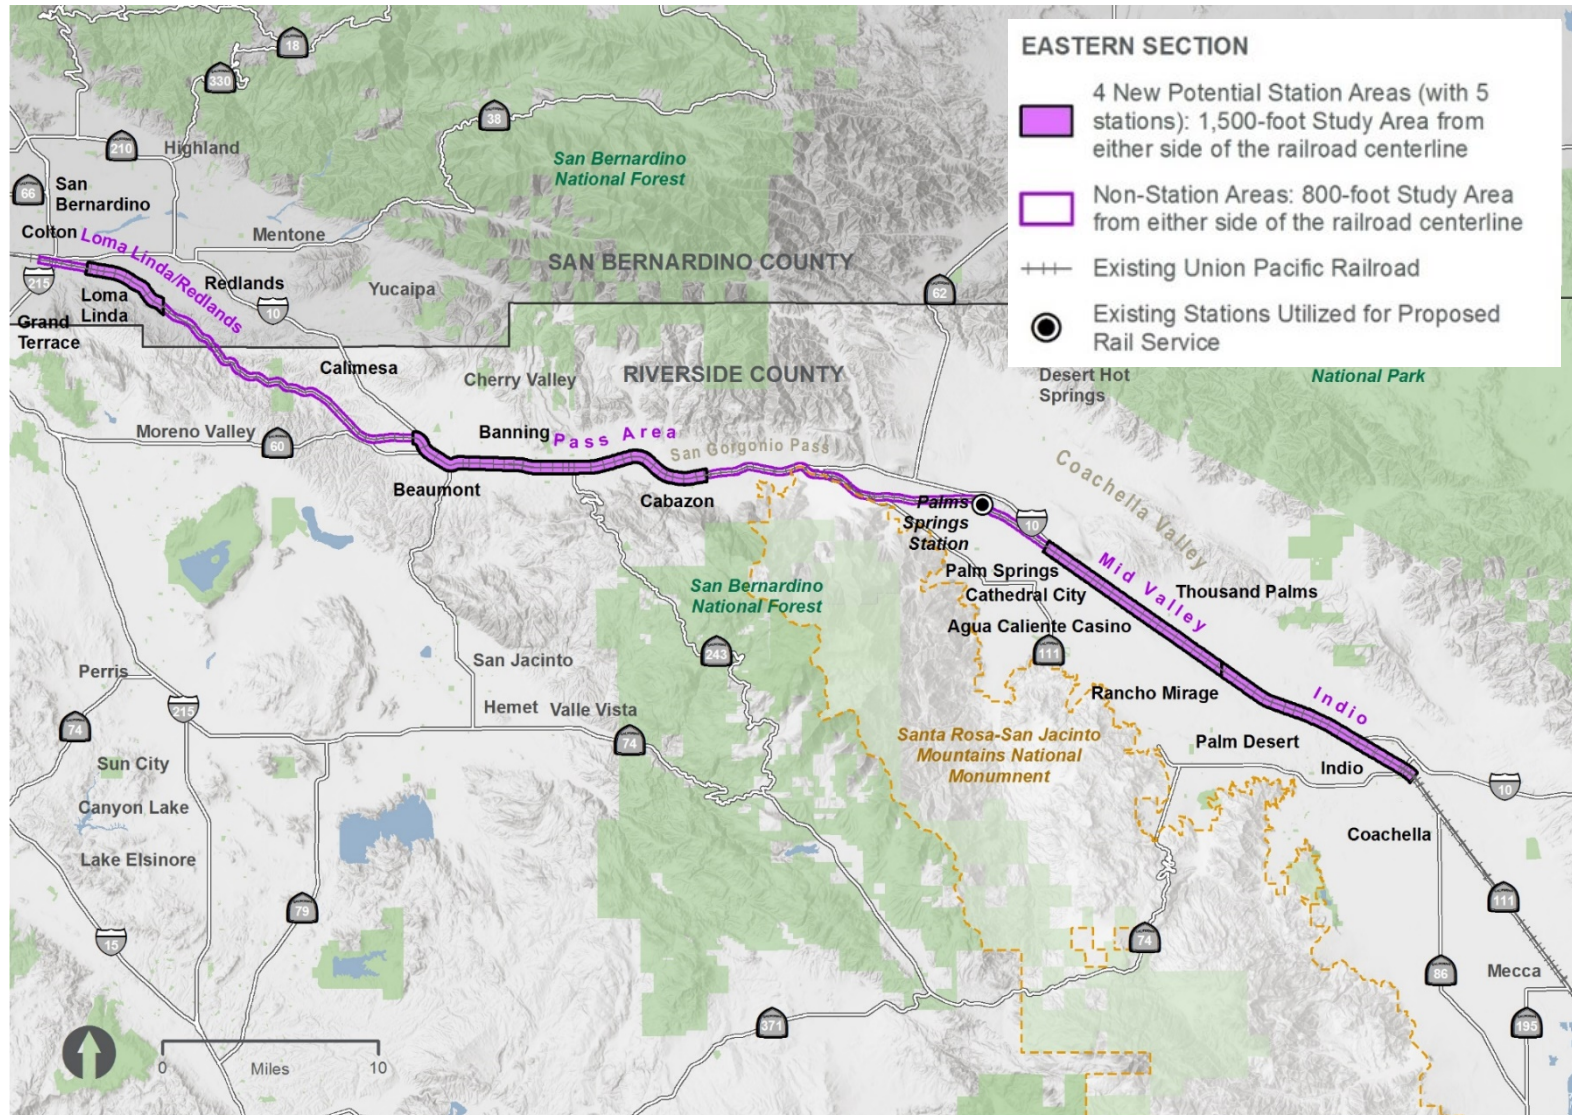 EASTERN SECTION
4 New Potential Station Areas (with 5
stations): 1,500-foot Study Area from
either side of the railroad centerline
Non-Station Areas: 800-foot Study Area
from either side of the railroad centerline
Existing Union Pacific Railroad
Existing Stations Utilized for Proposed
Rail Service
18
330
38
210
Highland
San Bernardino
National Forest
66
San
Bernardino
Colton
Loma Linda/Redlands
Mentone
SAN BERNARDINO COUNTY
215
Loma
Linda
Redlands
10
Yucaipa
62
Grand
Terrace
Calimesa
Cherry Valley
RIVERSIDE COUNTY
Desert Hot
Springs
National Park
Moreno Valley
60
Banning
Pass Area
San Gorgonio Pass
Coachella Valley
Beaumont
Cabazon
Palms
Springs
Station
10
Mid Valley
Palm Springs
Cathedral City
Thousand Palms
San Bernardino
National Forest
Agua Caliente Casino
243
111
San Jacinto
Perris
Rancho Mirage
Indio
215
Hemet
Valle Vista
74
74
Santa Rosa-San Jacinto
Mountains National
Monumnent
Palm Desert
Sun City
Indio
10
Canyon Lake
Coachella
Lake Elsinore
79
111
15
74
86
Mecca
371
195
0
Miles
10